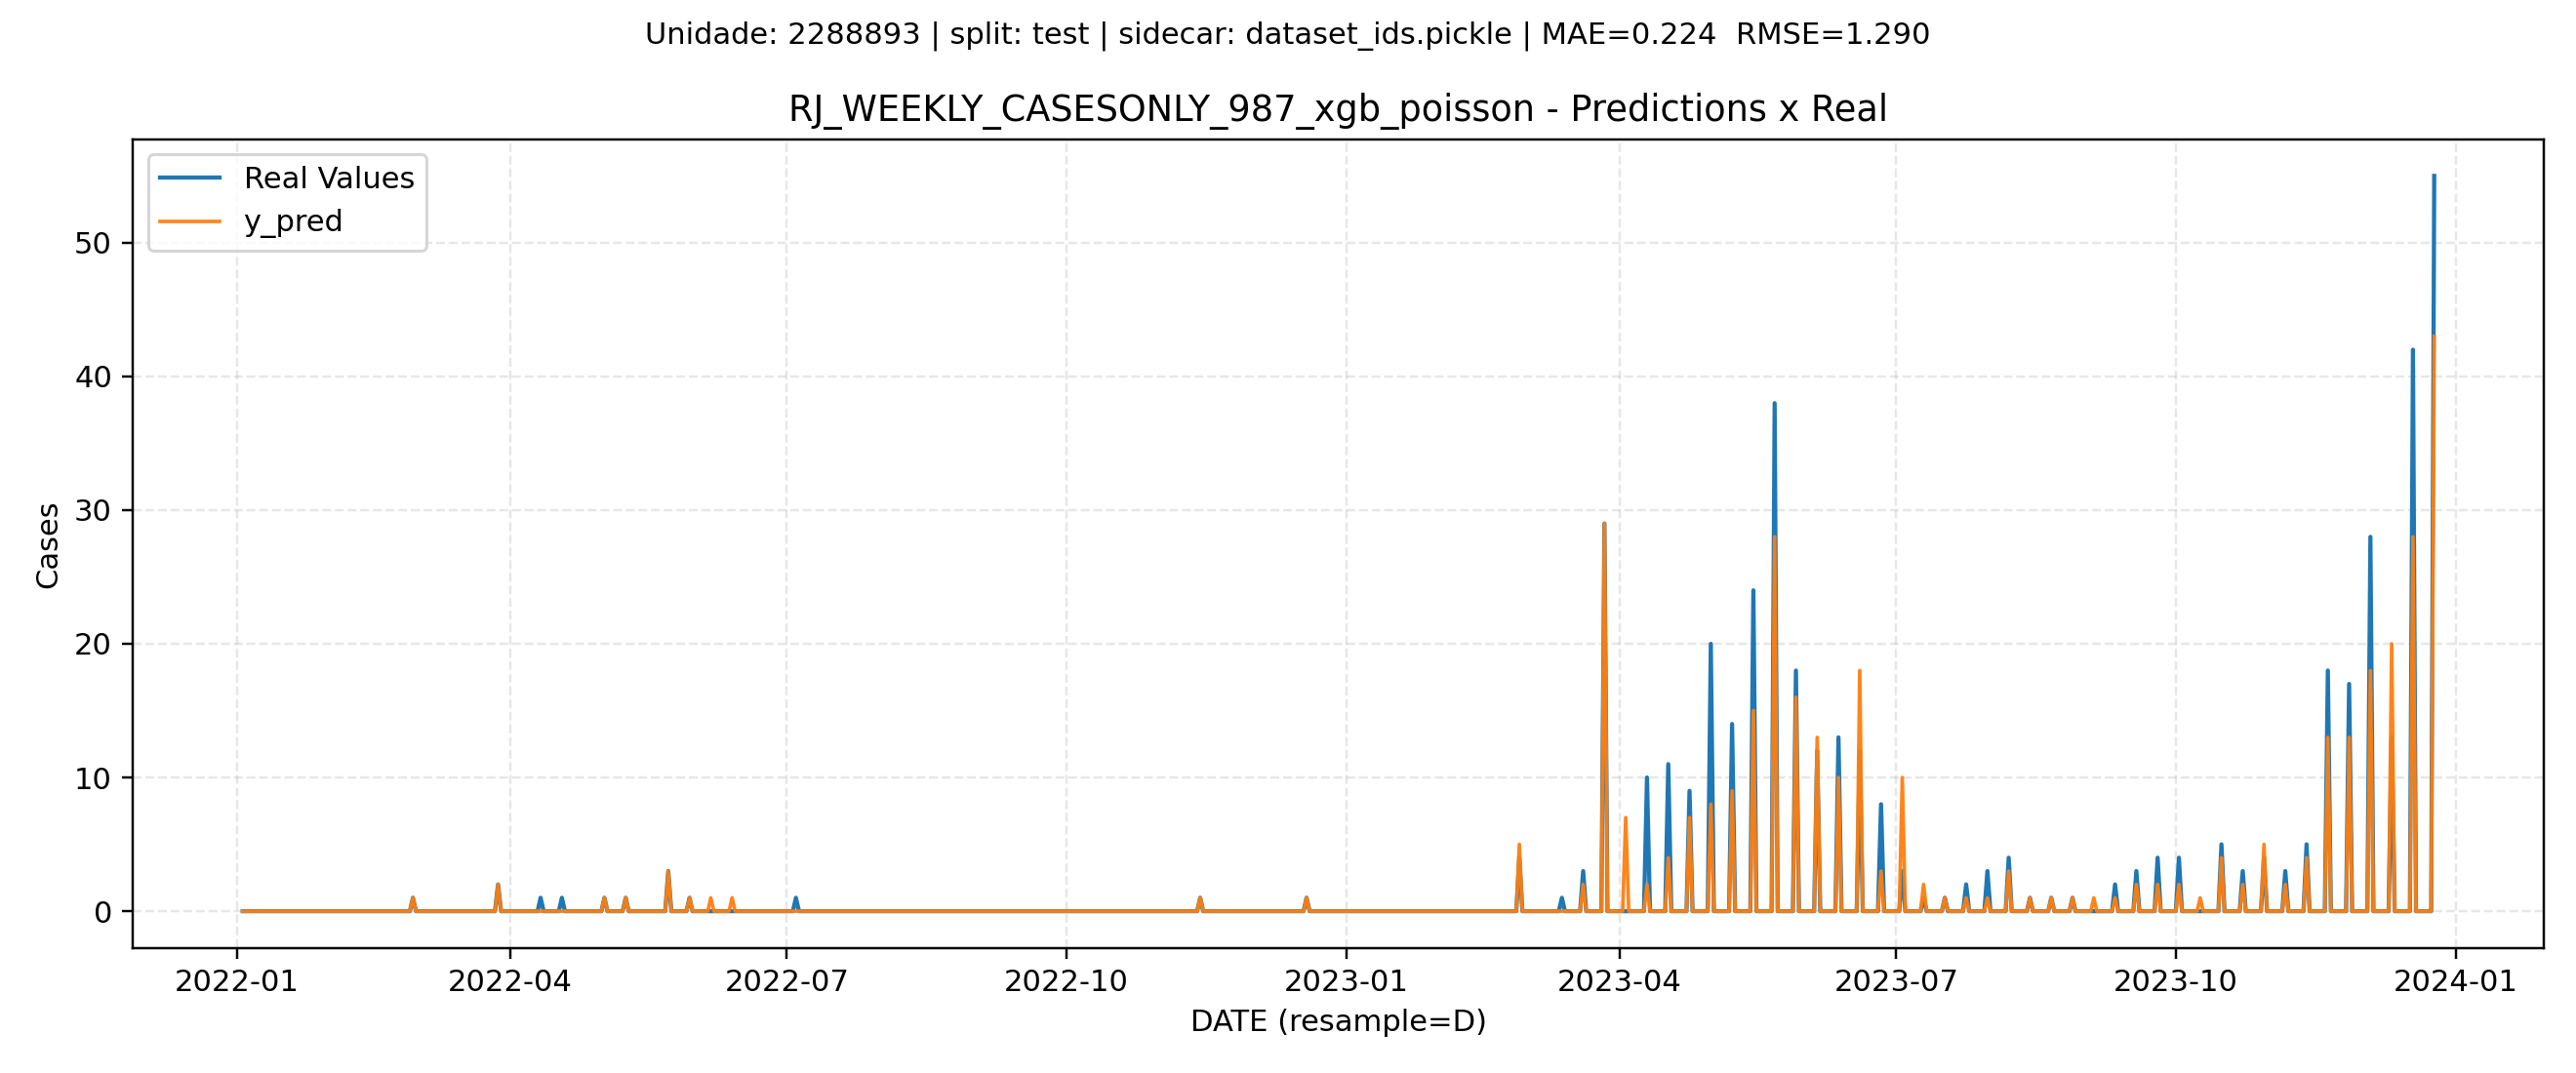 Unidade: 2288893 | split: test | sidecar: dataset_ids.pickle | MAE=0.224  RMSE=1.290
RJ_WEEKLY_CASESONLY_987_xgb_poisson - Predictions x Real
Real Values
y_pred
50
40
30
20
10
0
Cases
2022-01
2022-04
2022-07
2022-10
2023-01
2023-04
2023-07
2023-10
2024-01
DATE (resample=D)